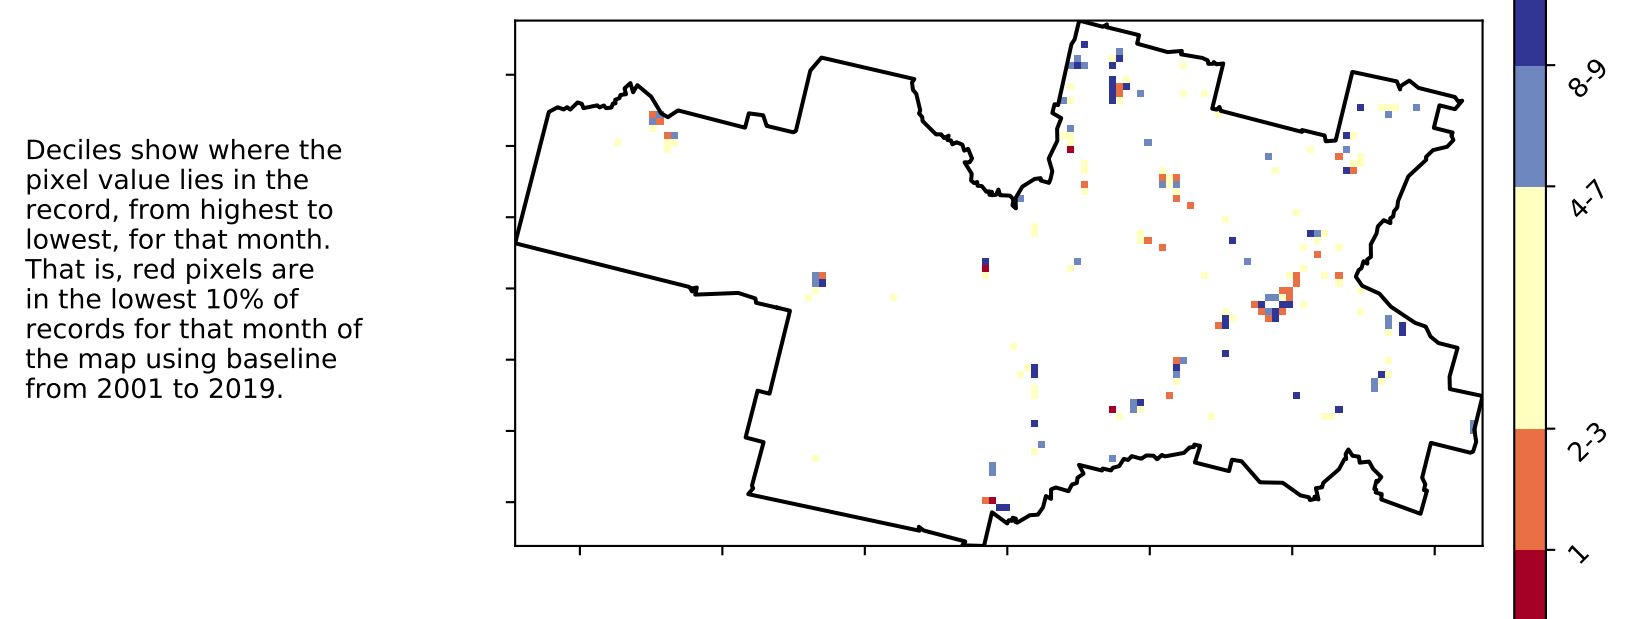 Deciles show where the
pixel value lies in the
record, from highest to
lowest, for that month.
That is, red pixels are
in the lowest 10% of
records for that month of
the map using baseline
from 2001 to 2019.
8-9
4-7
2-3
1